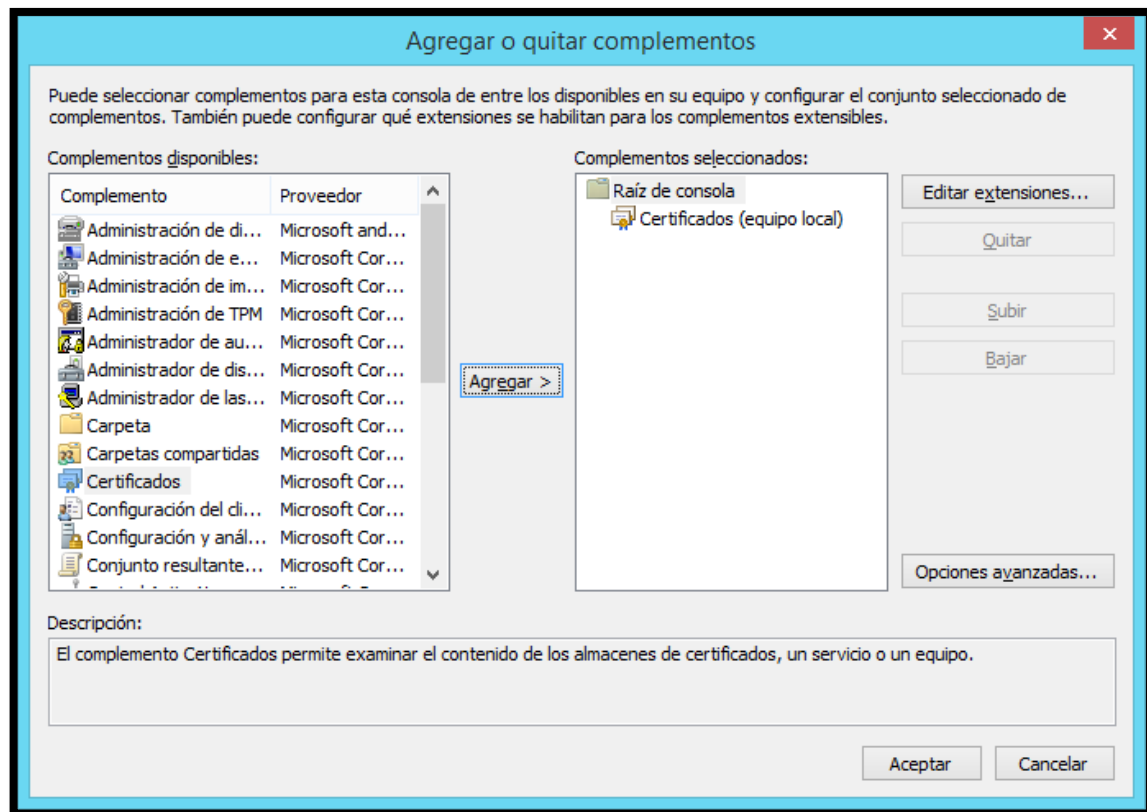 Agregar o quitar complementos
Puede seleccionar complementos para esta consola de entre los disponibles en su equipo y configurar el conjunto seleccionado de
complementos. También puede configurar qué extensiones se habilitan para los complementos extensibles.
Complementos disponibles:
Complemento Proveedor
Administración de di... Microsoft and...
Administración de e... Microsoft Cor...
Administración de im... Microsoft Cor...
Administración de TPM Microsoft Cor...
Administrador de au... Microsoft Cor...
Administrador de dis... Microsoft Cor...
Administrador de las... Microsoft Cor...
Carpeta Microsoft Cor...
Carpetas compartidas Microsoft Cor...
Certificados Microsoft Cor...
Configuración del cli... Microsoft Cor...
Configuración y anál... Microsoft Cor...
Conjunto resultante... Microsoft Cor...
Agregar >
Complementos seleccionados:
Raíz de consola
Certificados (equipo local)
Editar extensiones...
Quitar
Subir
Bajar
Opciones avanzadas...
Descripción:
El complemento Certificados permite examinar el contenido de los almacenes de certificados, un servicio o un equipo.
Aceptar Cancelar